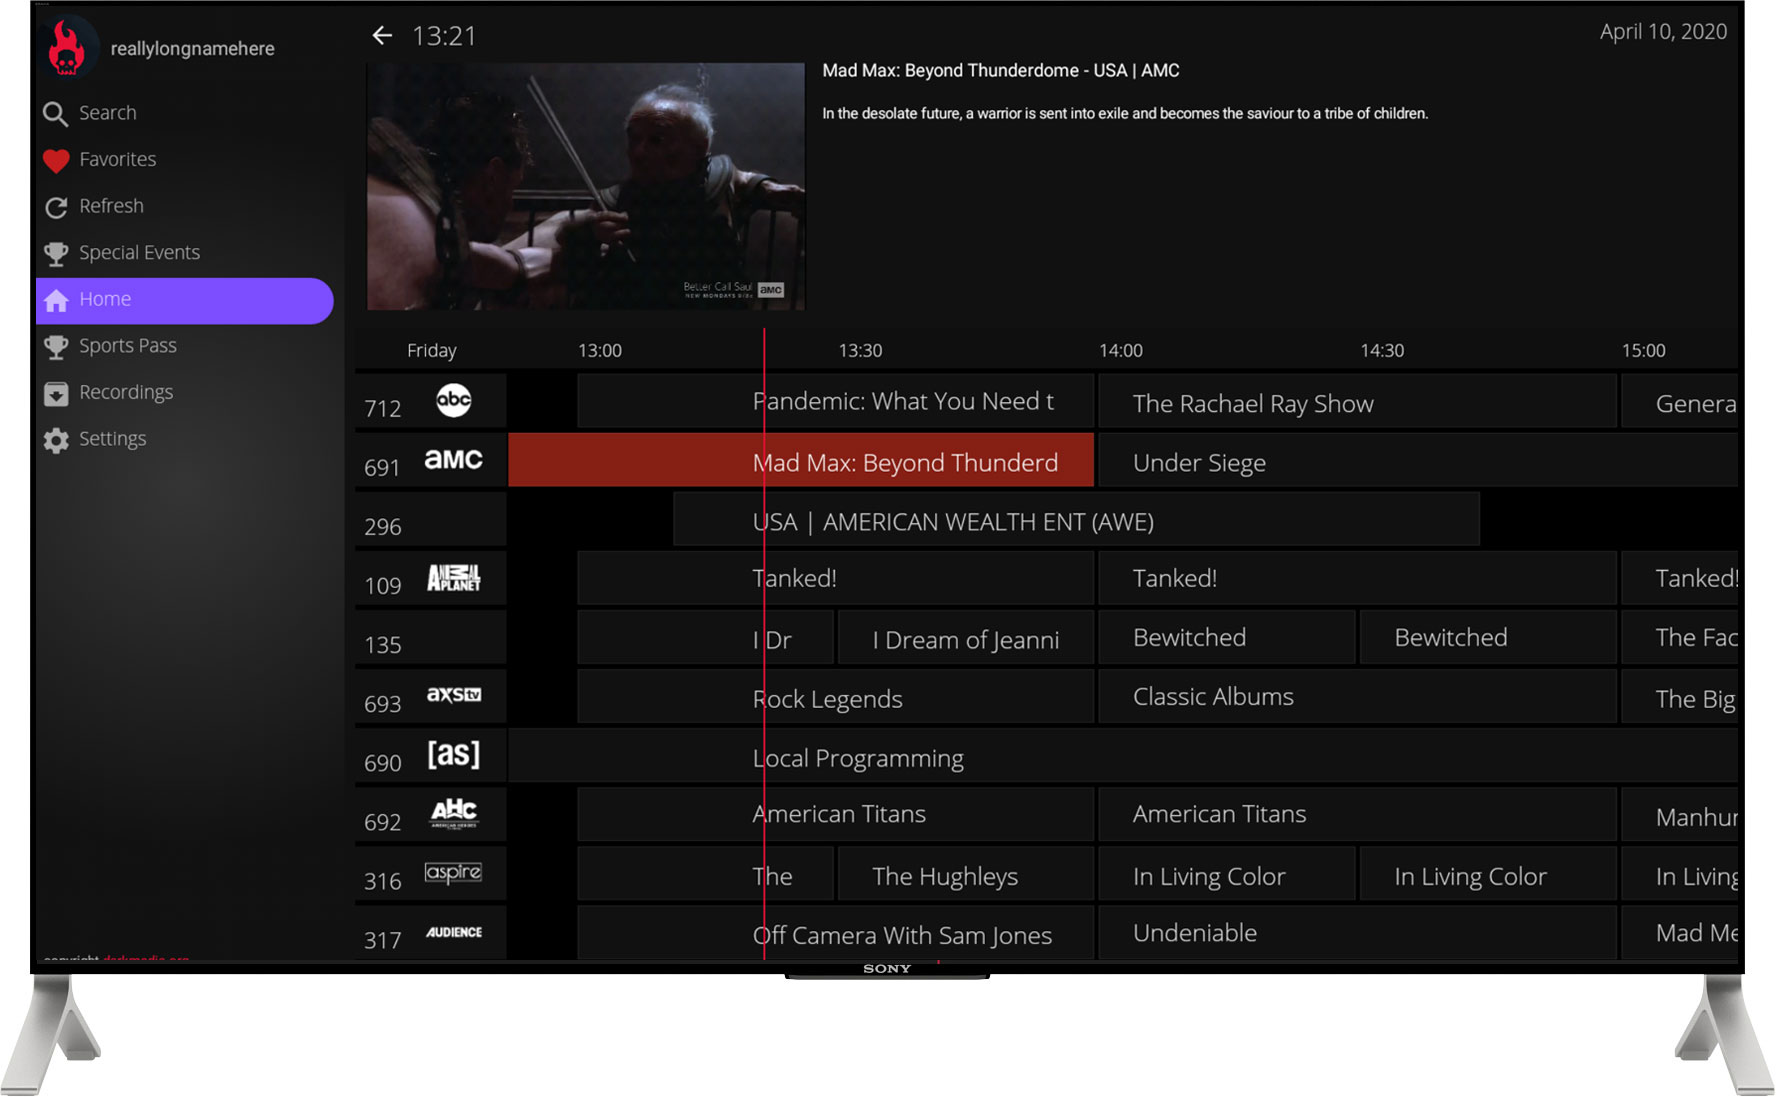 reallylongnamehere
Search
Favorites
Refresh
Special Events
Home
Sports Pass
Recordings
Settings
copyright darkmedia.org
13:21
April 10, 2020
Mad Max: Beyond Thunderdome - USA | AMC
In the desolate future, a warrior is sent into exile and becomes the saviour to a tribe of children.
Better Call Saul
NEW MONDAYS 9/8c
aMC
Friday 13:00 13:30 14:00 14:30 15:00
712 abc Pandemic: What You Need t The Rachael Ray Show Genera
691 aMC Mad Max: Beyond Thunderd Under Siege
296 USA | AMERICAN WEALTH ENT (AWE)
109 ANIMAL PLANET Tanked! Tanked! Tanked!
135 I Dr I Dream of Jeanni Bewitched Bewitched The Fac
693 axs tv Rock Legends Classic Albums The Big
690 [as] Local Programming
692 AHC American Titans American Titans Manhun
316 aspire The The Hughleys In Living Color In Living Color In Living
317 AUDIENCE Off Camera With Sam Jones Undeniable Mad Me
SONY